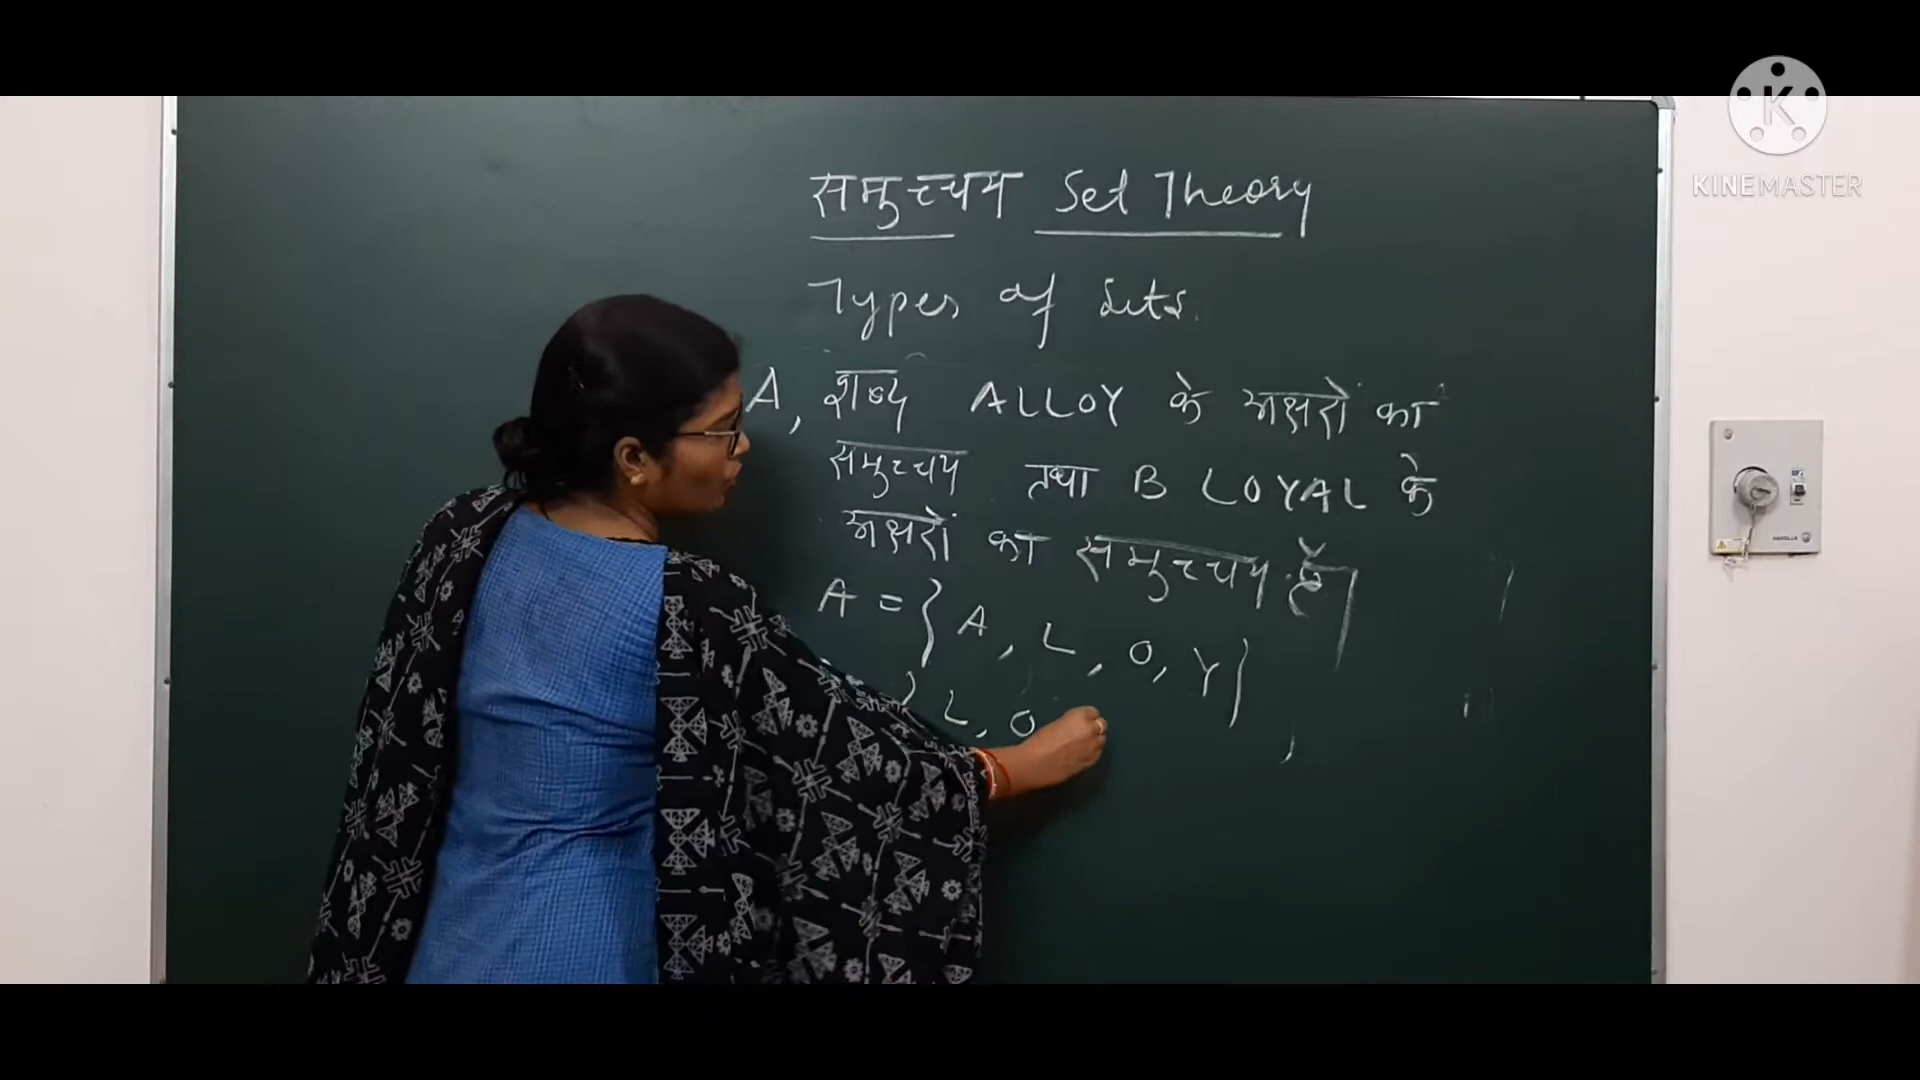 समुच्चय Set Theory
Types of Sets.
A, शब्द ALLOY के अक्षरों का
समुच्चय तथा B LOYAL के
अक्षरों का समुच्चय है।
A = { A, L, O, Y }
{ L, O
KINEMASTER